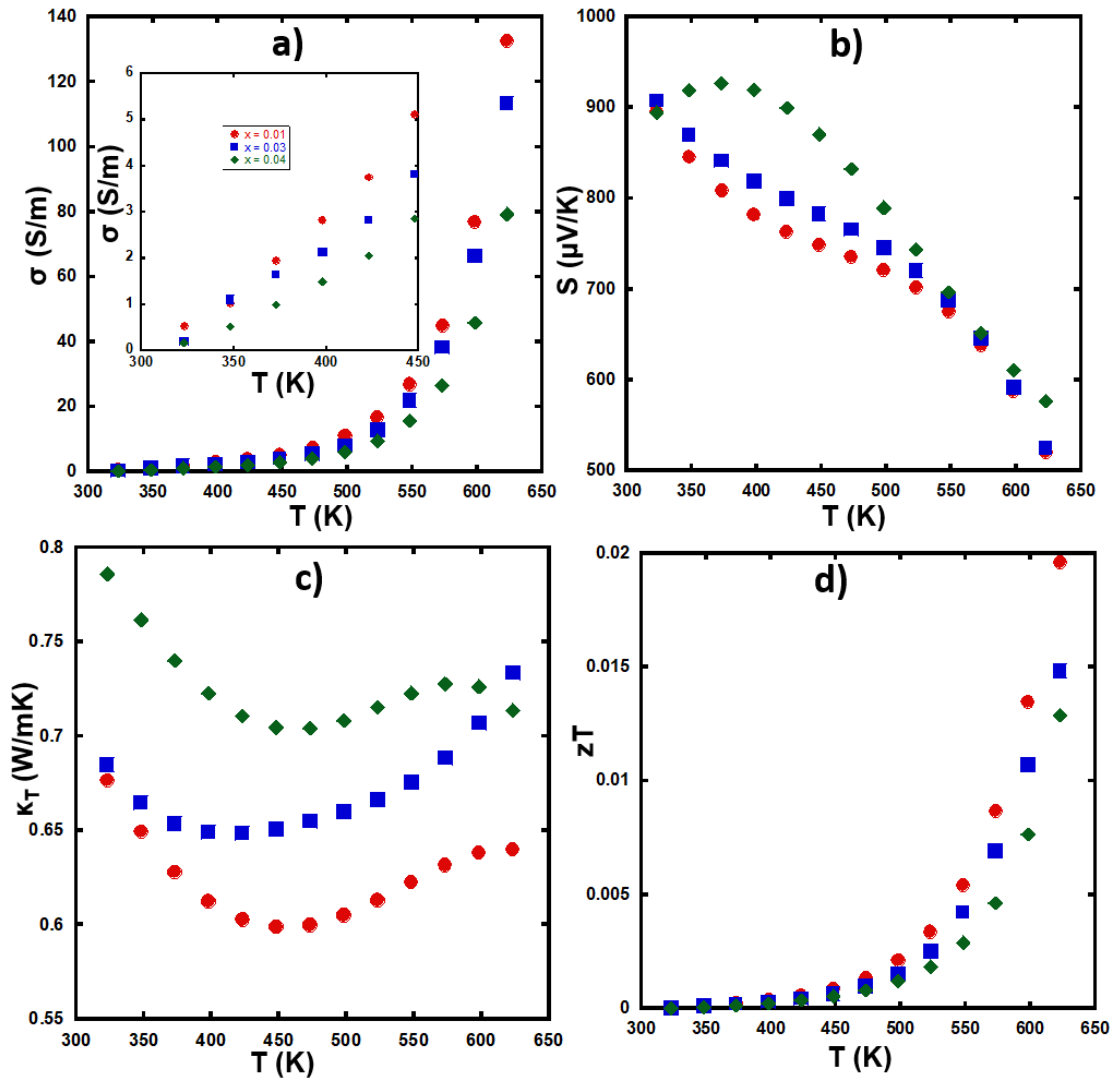 a)
140
120
100
80
60
40
20
0
σ (S/m)
300 350 400 450 500 550 600 650
T (K)
6
5
4
3
2
1
0
σ (S/m)
x = 0.01
x = 0.03
x = 0.04
300 350 400 450
T (K)
b)
1000
900
800
700
600
500
S (µV/K)
300 350 400 450 500 550 600 650
T (K)
c)
0.8
0.75
0.7
0.65
0.6
0.55
κT (W/mK)
300 350 400 450 500 550 600 650
T (K)
d)
0.02
0.015
0.01
0.005
0
zT
300 350 400 450 500 550 600 650
T (K)